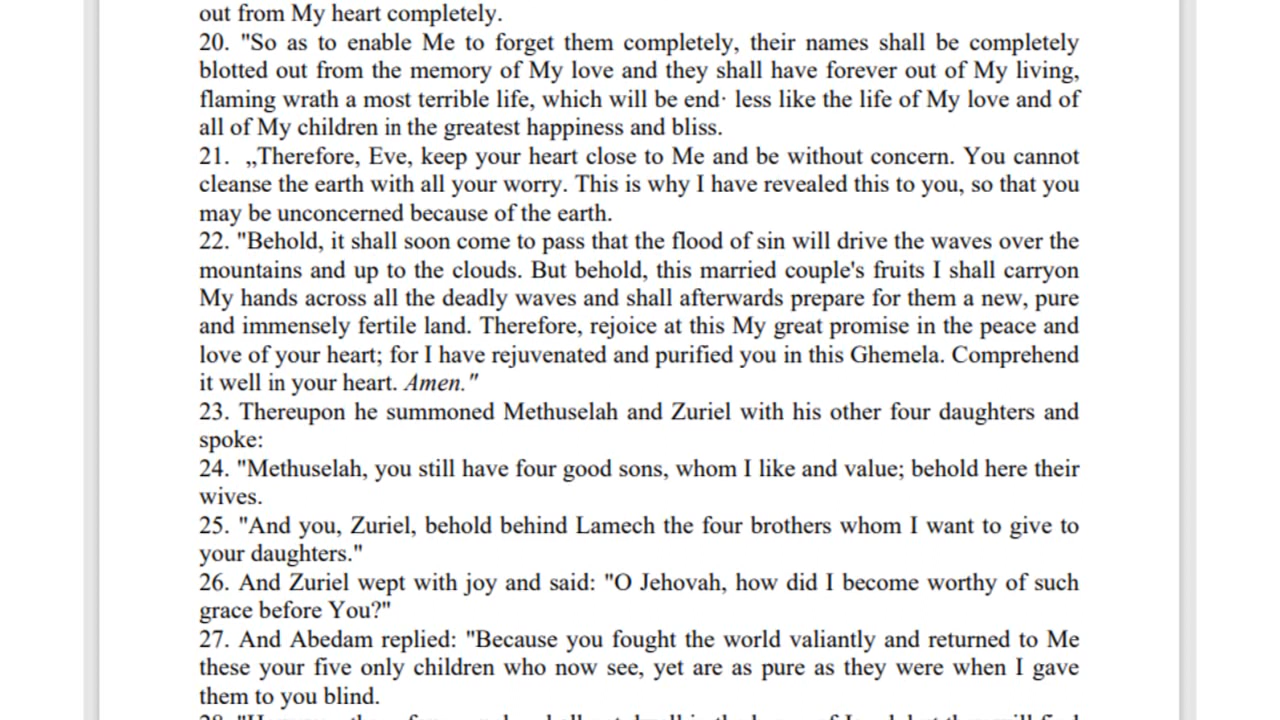 out from My heart completely.
20. "So as to enable Me to forget them completely, their names shall be completely
blotted out from the memory of My love and they shall have forever out of My living,
flaming wrath a most terrible life, which will be end· less like the life of My love and of
all of My children in the greatest happiness and bliss.
21. „Therefore, Eve, keep your heart close to Me and be without concern. You cannot
cleanse the earth with all your worry. This is why I have revealed this to you, so that you
may be unconcerned because of the earth.
22. "Behold, it shall soon come to pass that the flood of sin will drive the waves over the
mountains and up to the clouds. But behold, this married couple's fruits I shall carryon
My hands across all the deadly waves and shall afterwards prepare for them a new, pure
and immensely fertile land. Therefore, rejoice at this My great promise in the peace and
love of your heart; for I have rejuvenated and purified you in this Ghemela. Comprehend
it well in your heart. Amen."
23. Thereupon he summoned Methuselah and Zuriel with his other four daughters and
spoke:
24. "Methuselah, you still have four good sons, whom I like and value; behold here their
wives.
25. "And you, Zuriel, behold behind Lamech the four brothers whom I want to give to
your daughters."
26. And Zuriel wept with joy and said: "O Jehovah, how did I become worthy of such
grace before You?"
27. And Abedam replied: "Because you fought the world valiantly and returned to Me
these your five only children who now see, yet are as pure as they were when I gave
them to you blind.